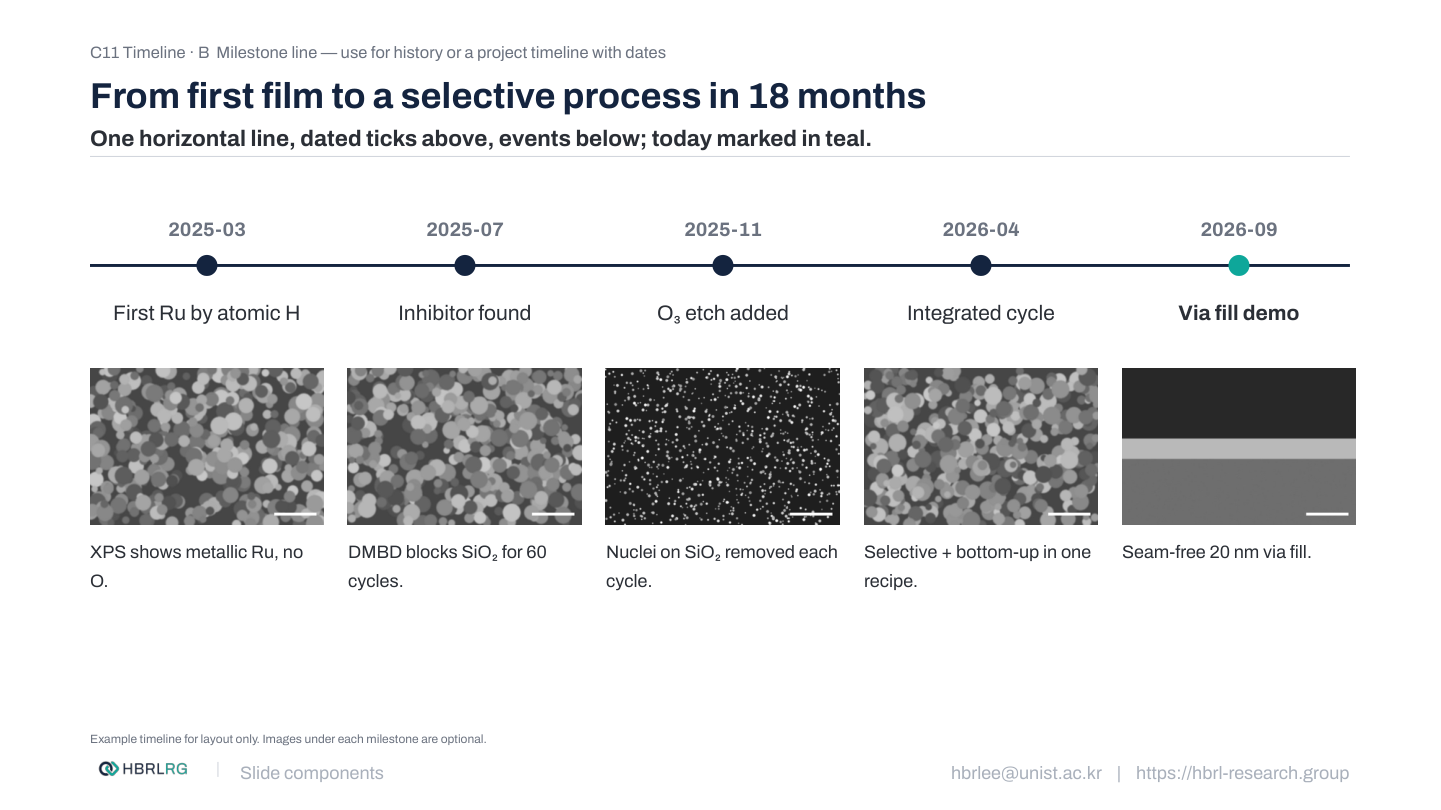 C11 Timeline · B Milestone line — use for history or a project timeline with dates
From first film to a selective process in 18 months
One horizontal line, dated ticks above, events below; today marked in teal.
2025-03 2025-07 2025-11 2026-04 2026-09
First Ru by atomic H Inhibitor found O₃ etch added Integrated cycle Via fill demo
XPS shows metallic Ru, no
O.
DMBD blocks SiO₂ for 60
cycles.
Nuclei on SiO₂ removed each
cycle.
Selective + bottom-up in one
recipe.
Seam-free 20 nm via fill.
Example timeline for layout only. Images under each milestone are optional.
HBRLRG | Slide components hbrlee@unist.ac.kr | https://hbrl-research.group